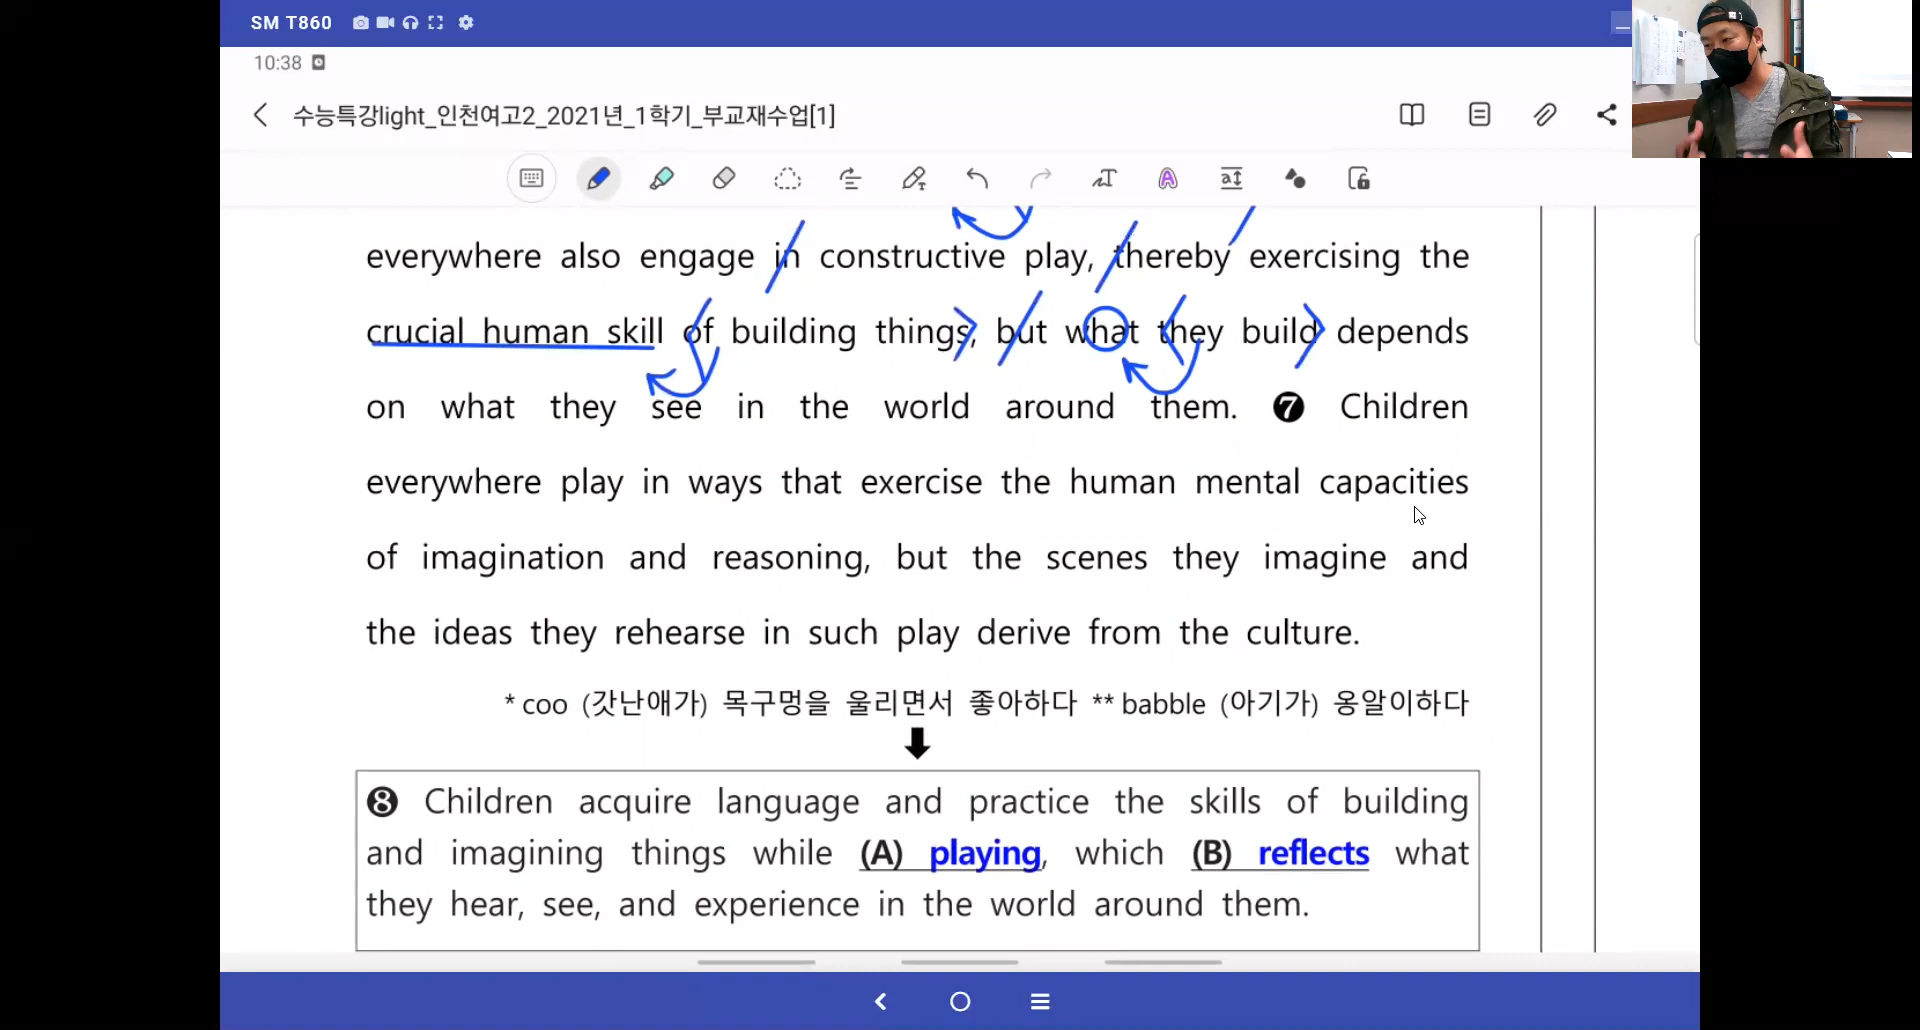 SM T860
10:38
수능특강light_인천여고2_2021년_1학기_부교재수업[1]
everywhere also engage in constructive play, thereby exercising the
crucial human skill of building things, but what they build depends
on what they see in the world around them. ❼ Children
everywhere play in ways that exercise the human mental capacities
of imagination and reasoning, but the scenes they imagine and
the ideas they rehearse in such play derive from the culture.
* coo (갓난애가) 목구멍을 울리면서 좋아하다 ** babble (아기가) 옹알이하다
❽ Children acquire language and practice the skills of building
and imagining things while (A) playing, which (B) reflects what
they hear, see, and experience in the world around them.